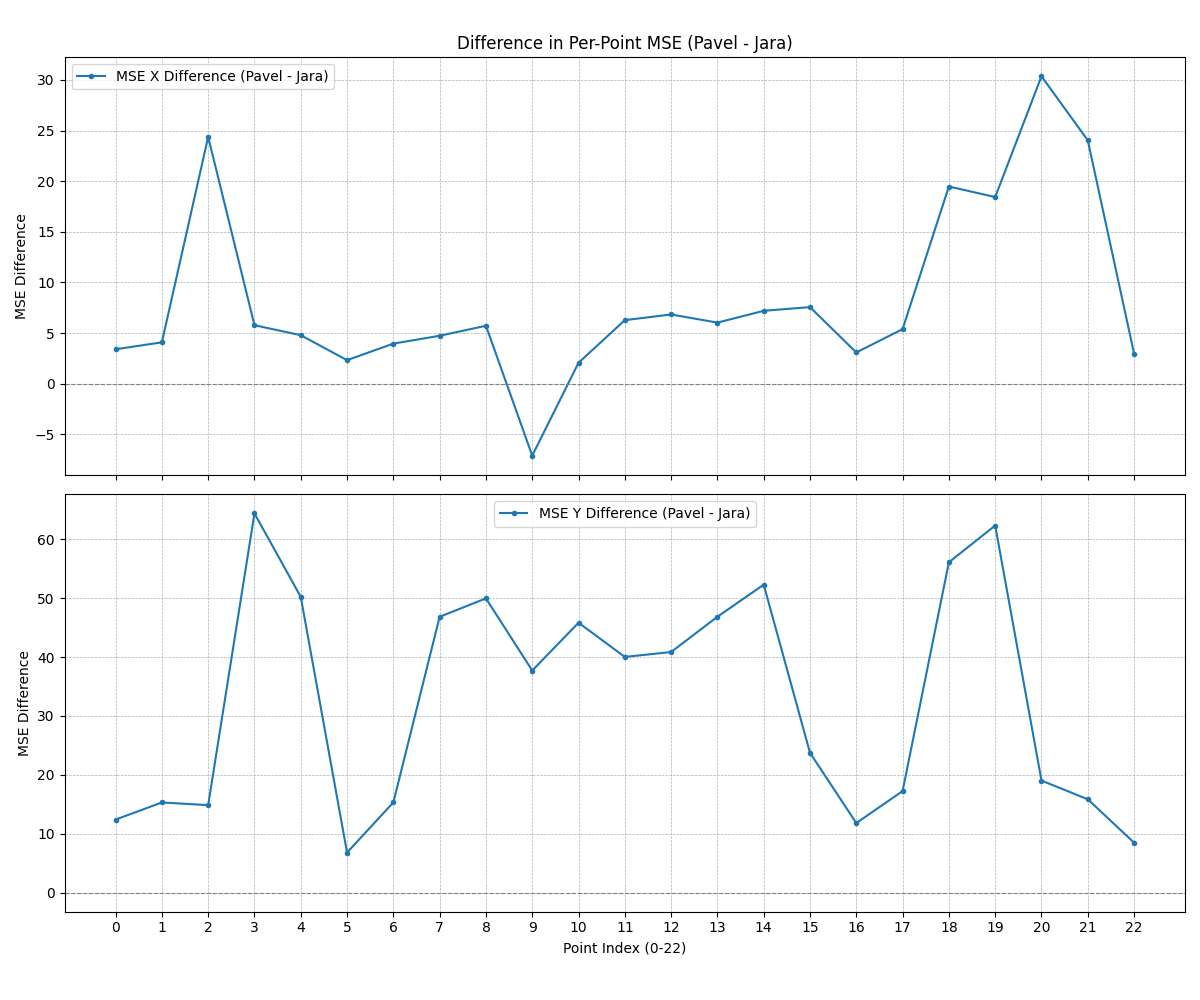 Difference in Per-Point MSE (Pavel - Jara)
MSE X Difference (Pavel - Jara)
MSE Difference
30
25
20
15
10
5
0
−5
MSE Y Difference (Pavel - Jara)
MSE Difference
60
50
40
30
20
10
0
0 1 2 3 4 5 6 7 8 9 10 11 12 13 14 15 16 17 18 19 20 21 22
Point Index (0-22)